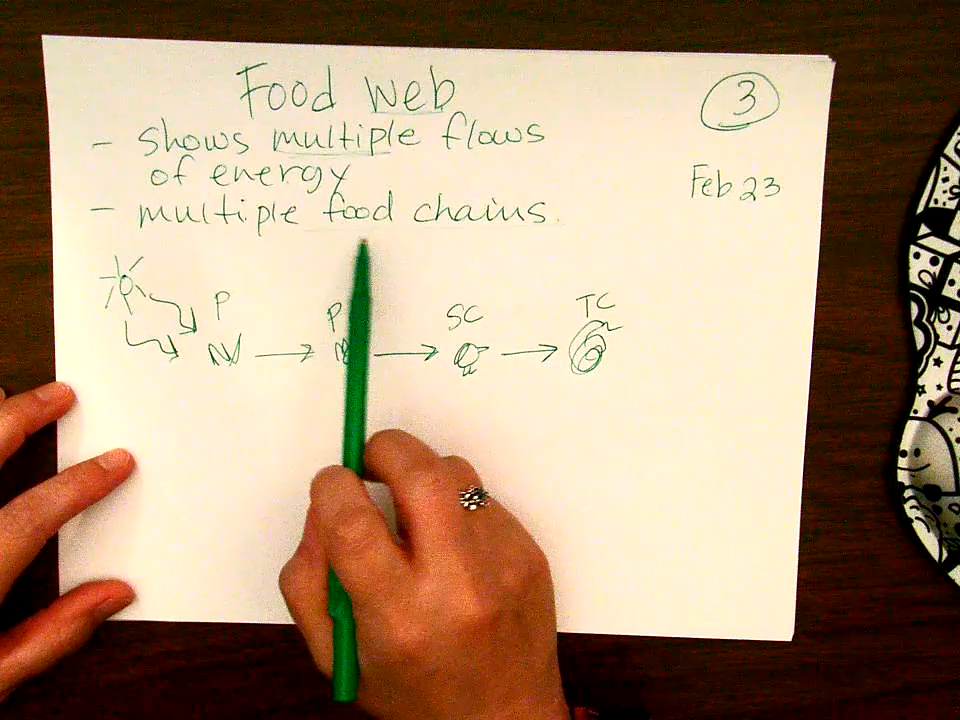 Food Web
3
- shows multiple flows
of energy
Feb 23
- multiple food chains.
P
SC
TC